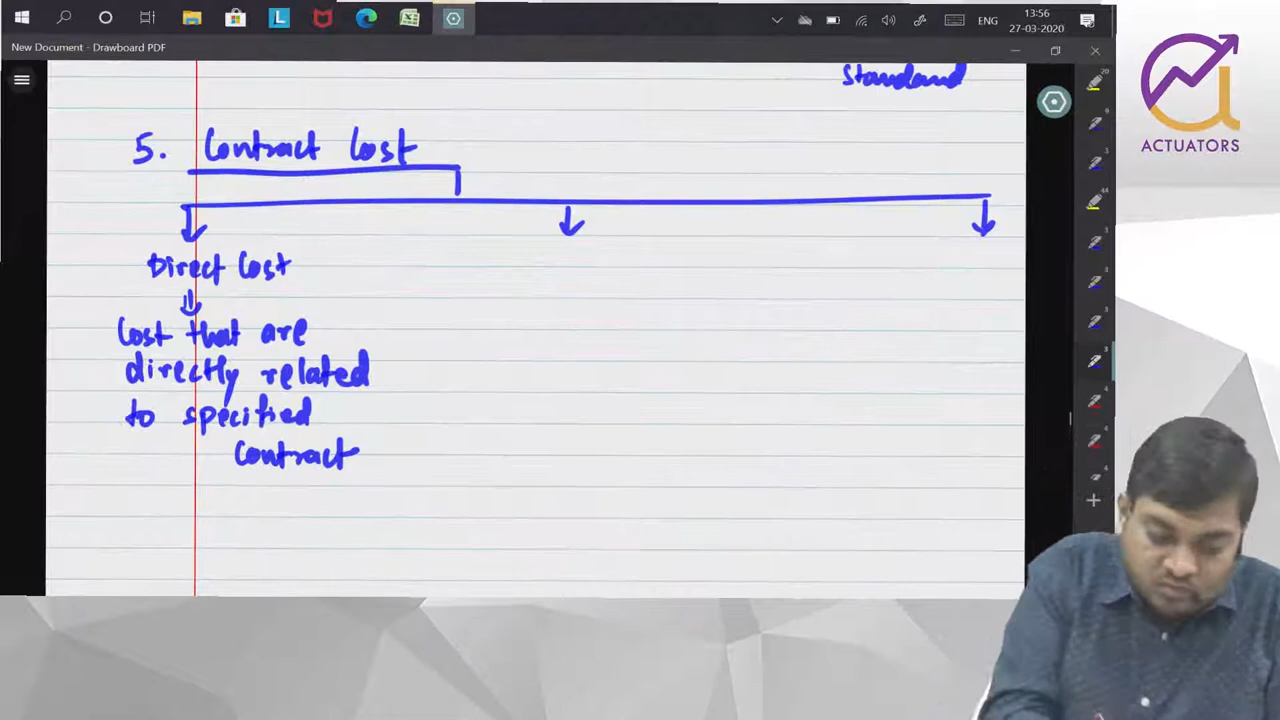 13:56
ENG
27-03-2020
New Document - Drawboard PDF
Standard
5. Contract Cost
Direct Cost
Cost that are
directly related
to specified
Contract
ACTUATORS